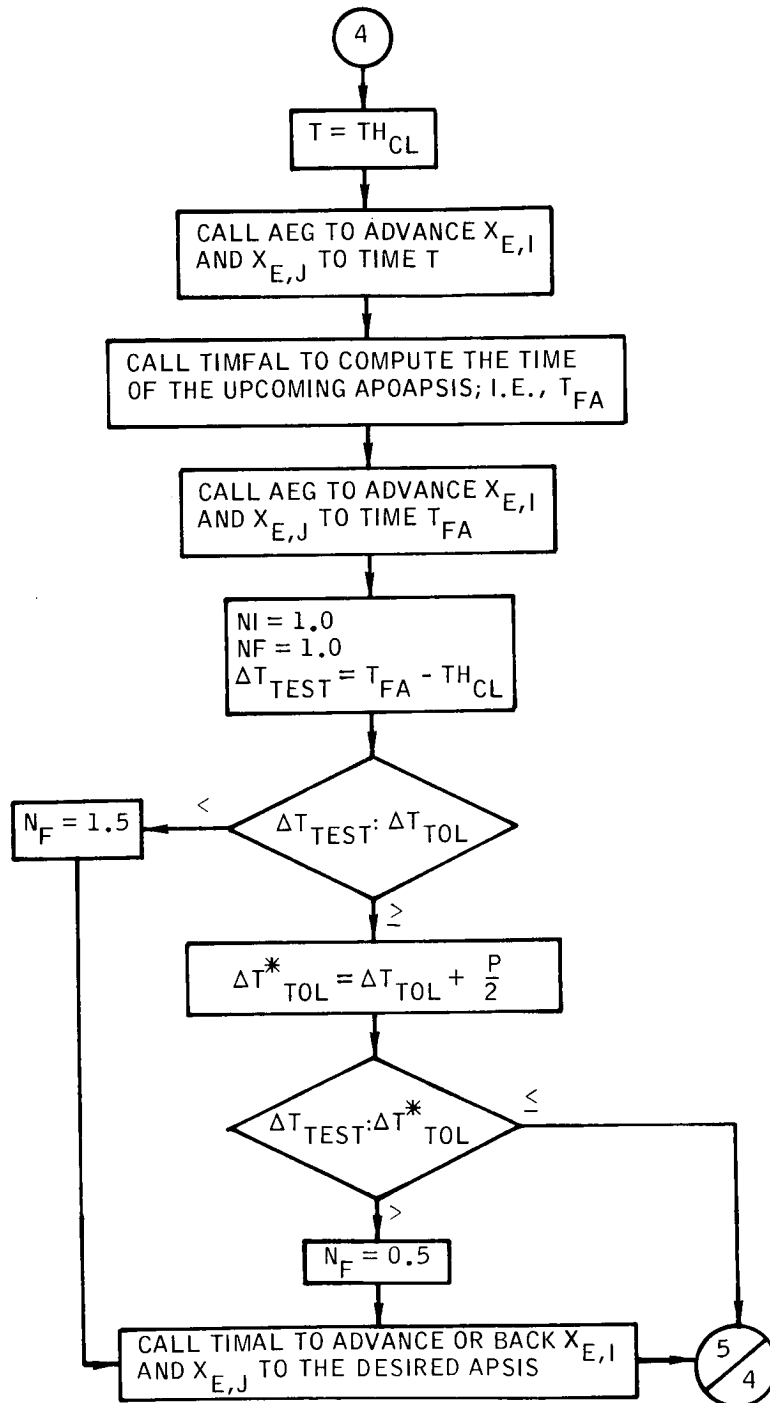 4
T = TH_CL
CALL AEG TO ADVANCE X_E,I
AND X_E,J TO TIME T
CALL TIMFAL TO COMPUTE THE TIME
OF THE UPCOMING APOAPSIS; I.E., T_FA
CALL AEG TO ADVANCE X_E,I
AND X_E,J TO TIME T_FA
NI = 1.0
NF = 1.0
ΔT_TEST = T_FA - TH_CL
<
N_F = 1.5
ΔT_TEST: ΔT_TOL
≥
ΔT*_TOL = ΔT_TOL + P/2
ΔT_TEST:ΔT*_TOL
≤
>
N_F = 0.5
CALL TIMAL TO ADVANCE OR BACK X_E,I
AND X_E,J TO THE DESIRED APSIS
5
4